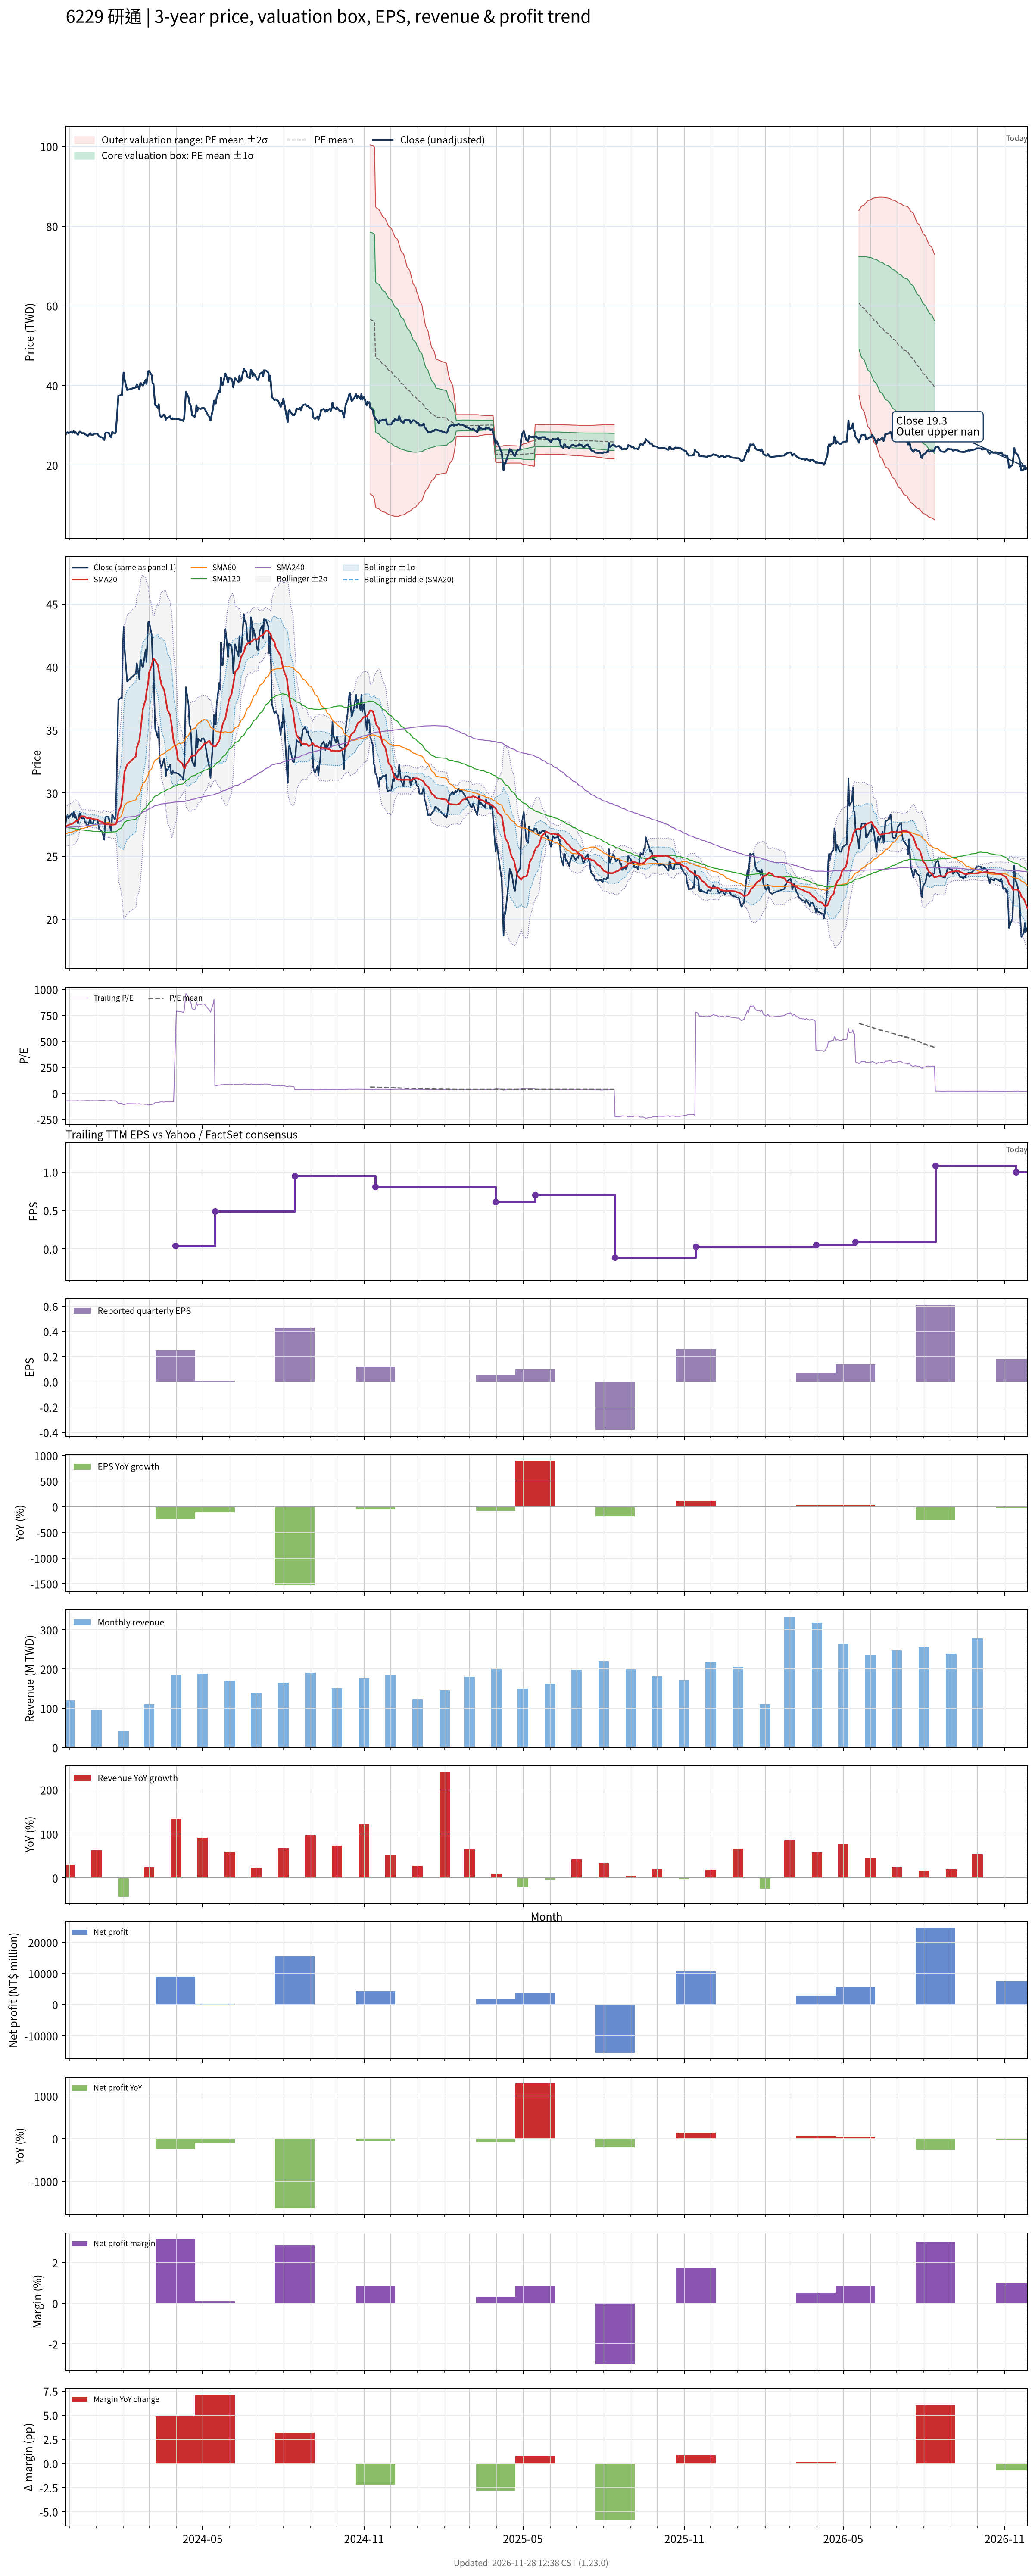 6229 研通 | 3-year price, valuation box, EPS, revenue & profit trend
Outer valuation range: PE mean ±2σ
PE mean
Close (unadjusted)
Core valuation box: PE mean ±1σ
Today
100
80
60
40
20
Price (TWD)
Close 19.3
Outer upper nan
Close (same as panel 1)
SMA20
SMA60
SMA120
SMA240
Bollinger ±2σ
Bollinger ±1σ
Bollinger middle (SMA20)
45
40
35
30
25
20
Price
Trailing P/E
P/E mean
1000
750
500
250
0
-250
P/E
Trailing TTM EPS vs Yahoo / FactSet consensus
Today
1.0
0.5
0.0
EPS
Reported quarterly EPS
0.6
0.4
0.2
0.0
-0.2
-0.4
EPS
EPS YoY growth
1000
500
0
-500
-1000
-1500
YoY (%)
Monthly revenue
300
200
100
0
Revenue (M TWD)
Revenue YoY growth
200
100
0
YoY (%)
Month
Net profit
20000
10000
0
-10000
Net profit (NT$ million)
Net profit YoY
1000
0
-1000
YoY (%)
Net profit margin
2
0
-2
Margin (%)
Margin YoY change
7.5
5.0
2.5
0.0
-2.5
-5.0
Δ margin (pp)
2024-05
2024-11
2025-05
2025-11
2026-05
2026-11
Updated: 2026-11-28 12:38 CST (1.23.0)